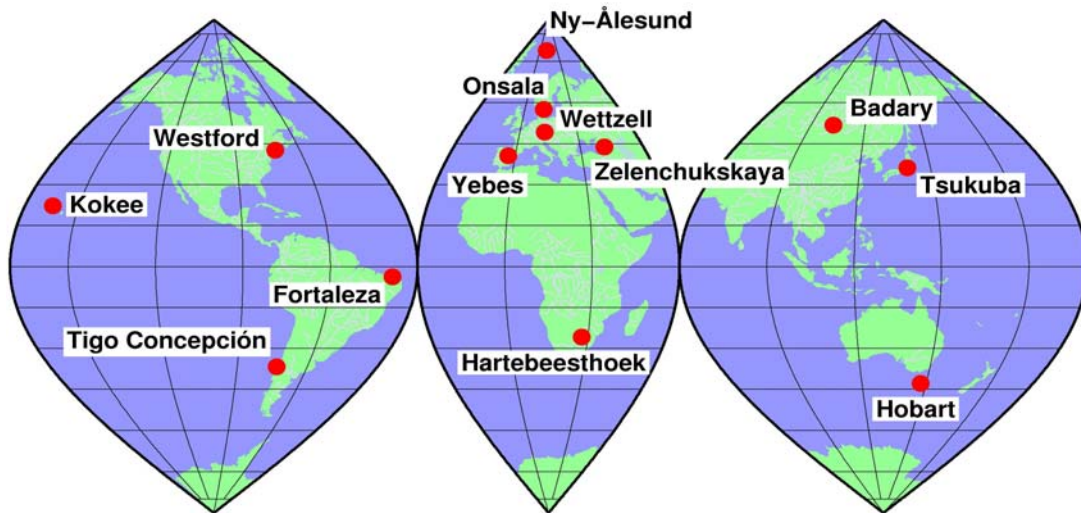 Ny–Ålesund
Onsala
Wettzell
Badary
Westford
Yebes
Zelenchukskaya
Tsukuba
Kokee
Fortaleza
Tigo Concepción
Hartebeesthoek
Hobart